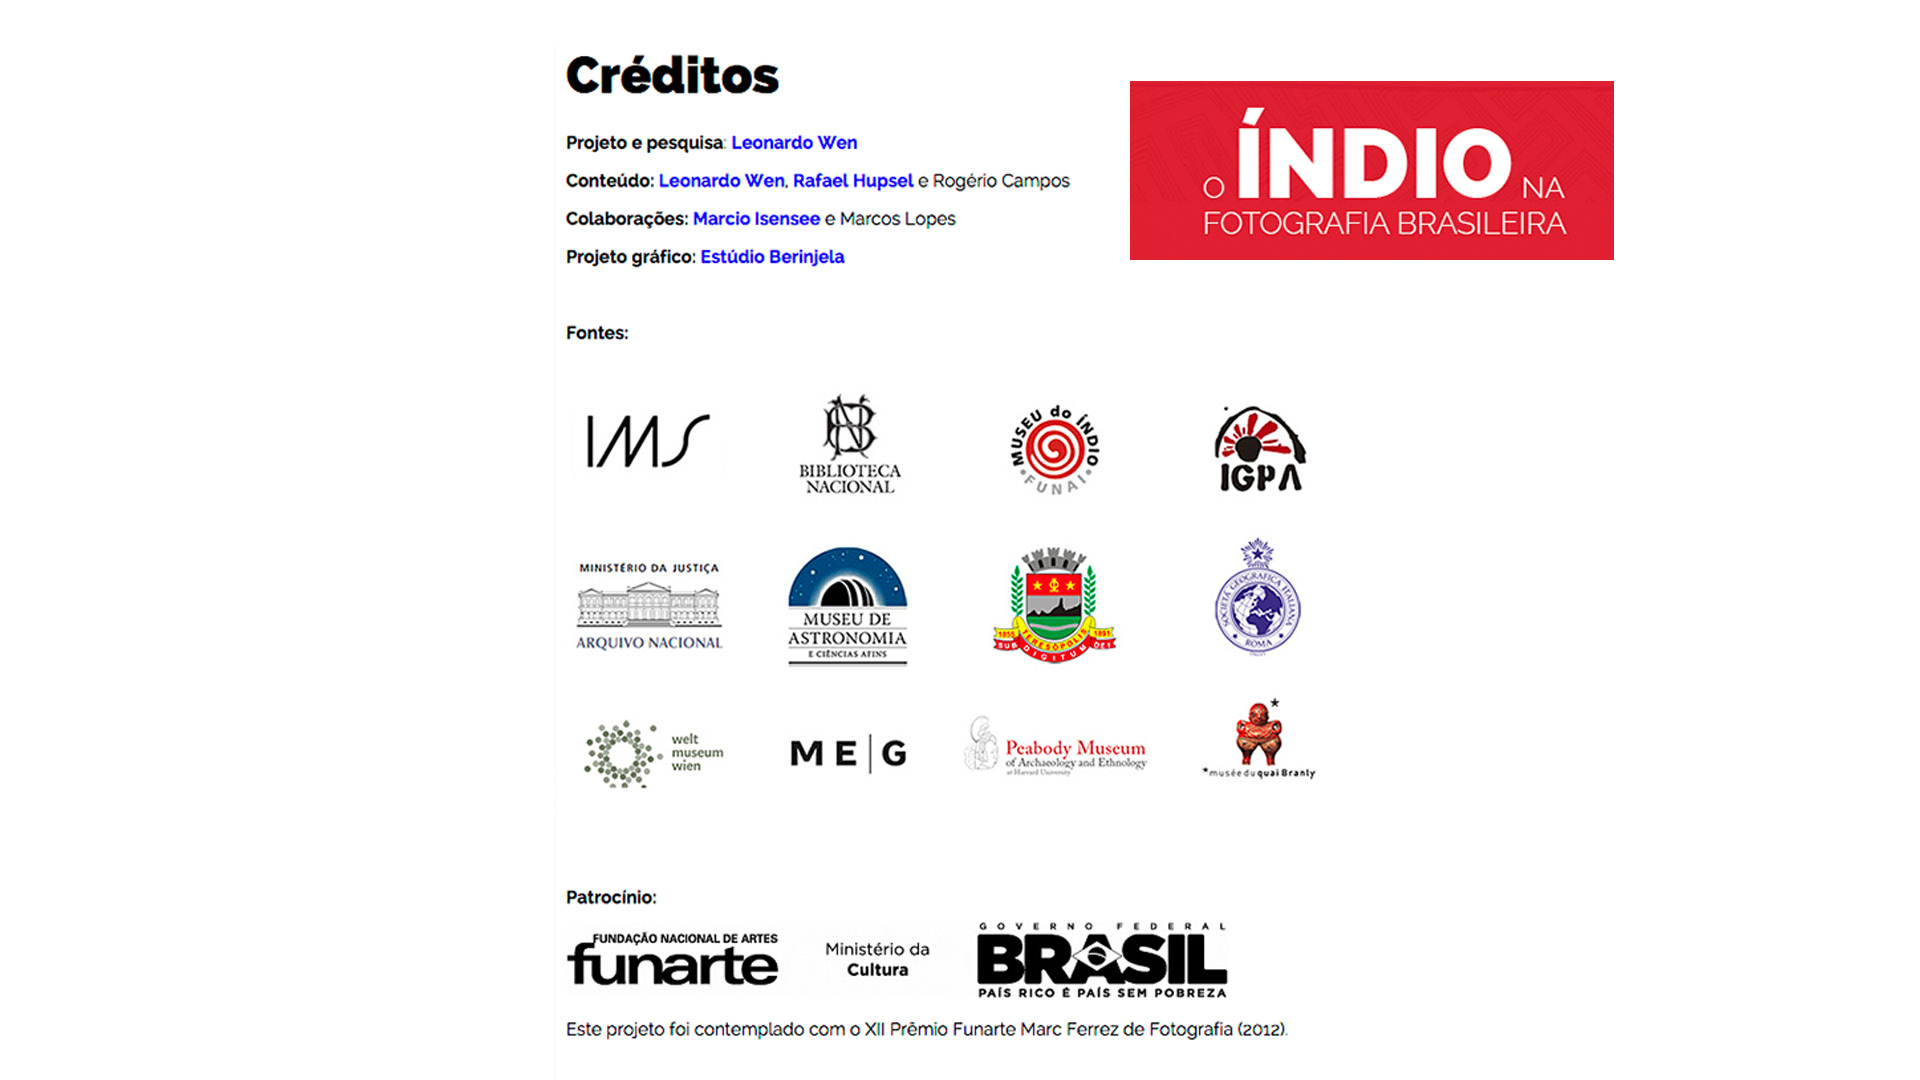 Créditos
O ÍNDIO NA
FOTOGRAFIA BRASILEIRA
Projeto e pesquisa: Leonardo Wen
Conteúdo: Leonardo Wen, Rafael Hupsel e Rogério Campos
Colaborações: Marcio Isensee e Marcos Lopes
Projeto gráfico: Estúdio Berinjela
Fontes:
IMS
BN
BIBLIOTECA
NACIONAL
MUSEU do ÍNDIO
FUNAI
IGPA
MINISTÉRIO DA JUSTIÇA
ARQUIVO NACIONAL
MUSEU DE
ASTRONOMIA
E CIÊNCIAS AFINS
1855 TERESÓPOLIS 1891
SUB DIGITUM DEI
SOCIETÀ GEOGRAFICA ITALIANA
ROMA
welt
museum
wien
ME|G
Peabody Museum
of Archaeology and Ethnology
at Harvard University
*
*musée du quai Branly
Patrocínio:
FUNDAÇÃO NACIONAL DE ARTES
funarte
Ministério da
Cultura
GOVERNO FEDERAL
BRASIL
PAÍS RICO É PAÍS SEM POBREZA
Este projeto foi contemplado com o XII Prêmio Funarte Marc Ferrez de Fotografia (2012).